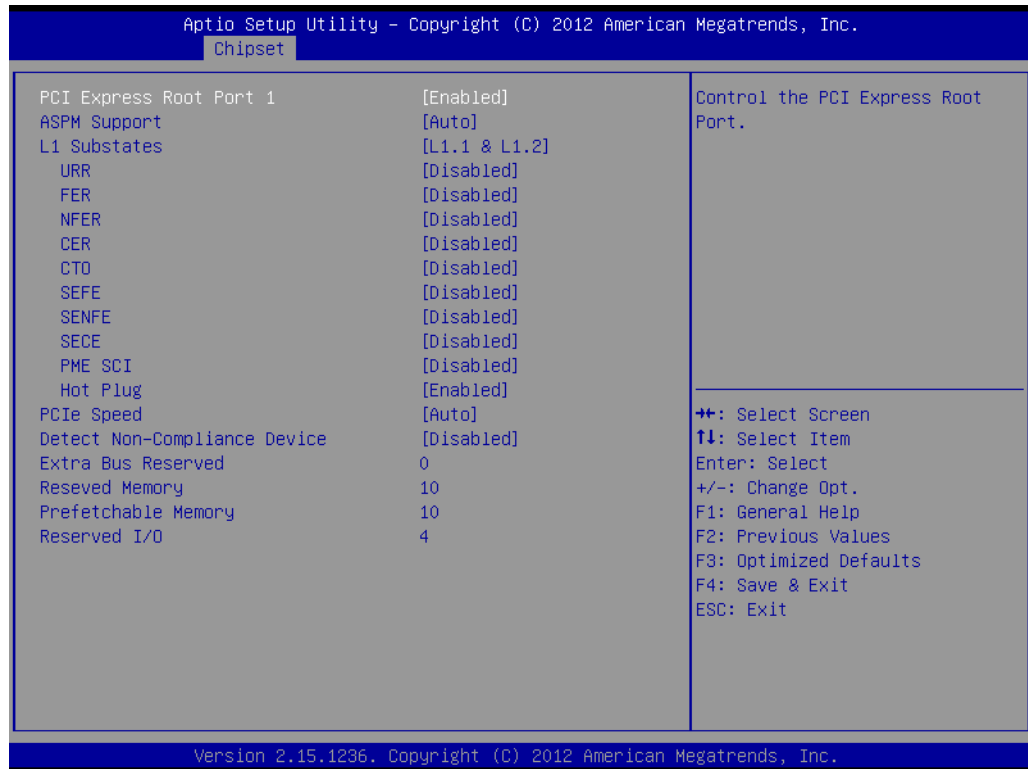 Aptio Setup Utility – Copyright (C) 2012 American Megatrends, Inc.
Chipset
PCI Express Root Port 1 [Enabled]
ASPM Support [Auto]
L1 Substates [L1.1 & L1.2]
URR [Disabled]
FER [Disabled]
NFER [Disabled]
CER [Disabled]
CTO [Disabled]
SEFE [Disabled]
SENFE [Disabled]
SECE [Disabled]
PME SCI [Disabled]
Hot Plug [Enabled]
PCIe Speed [Auto]
Detect Non-Compliance Device [Disabled]
Extra Bus Reserved 0
Reseved Memory 10
Prefetchable Memory 10
Reserved I/O 4
Control the PCI Express Root
Port.
→←: Select Screen
↑↓: Select Item
Enter: Select
+/-: Change Opt.
F1: General Help
F2: Previous Values
F3: Optimized Defaults
F4: Save & Exit
ESC: Exit
Version 2.15.1236. Copyright (C) 2012 American Megatrends, Inc.